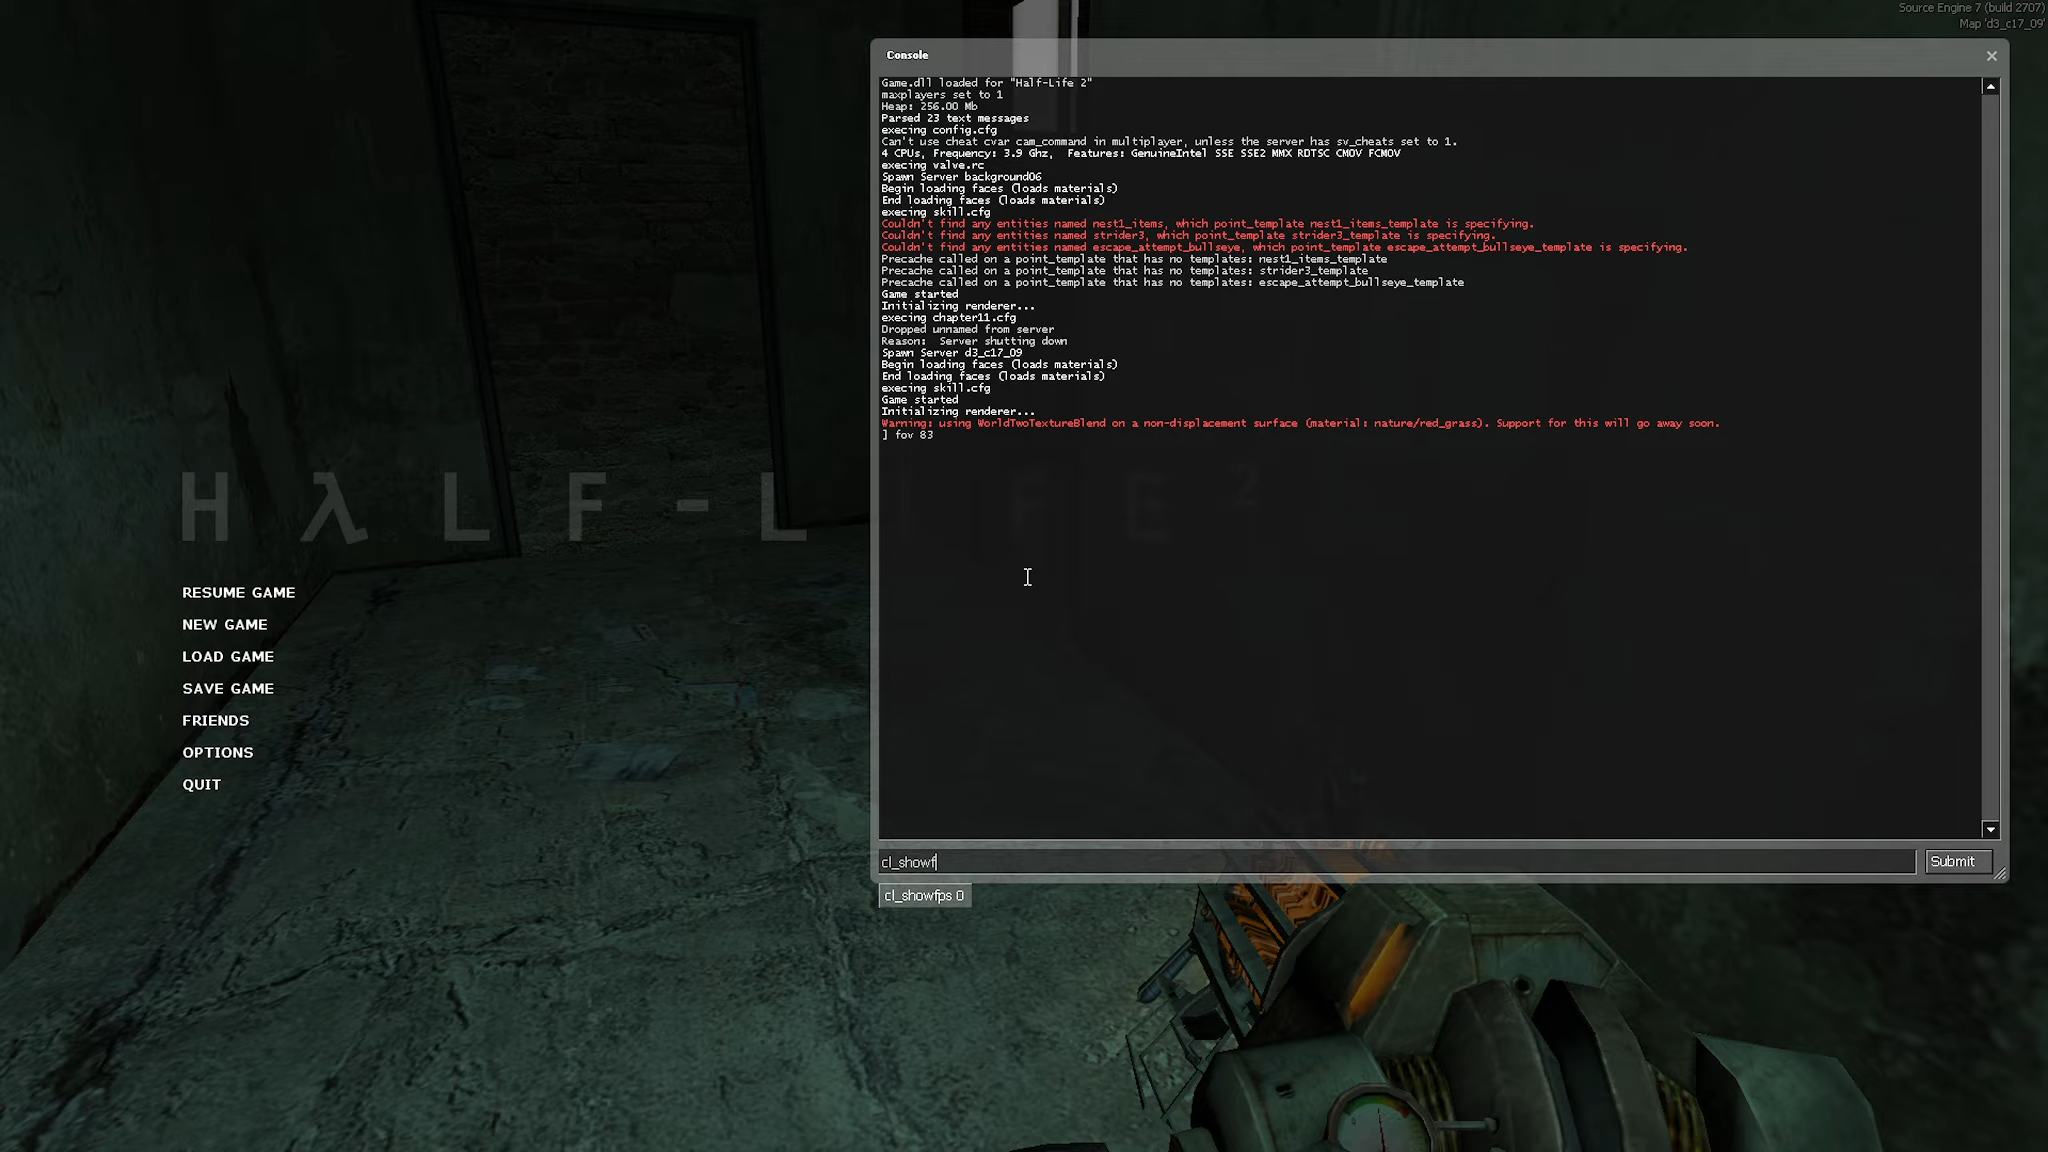 Source Engine 7 (build 2707)
Map 'd3_c17_09'
Console
Game.dll loaded for "Half-Life 2"
maxplayers set to 1
Heap: 256.00 Mb
Parsed 23 text messages
execing config.cfg
Can't use cheat cvar cam_command in multiplayer, unless the server has sv_cheats set to 1.
4 CPUs, Frequency: 3.9 Ghz,  Features: GenuineIntel SSE SSE2 MMX RDTSC CMOV FCMOV
execing valve.rc
Spawn Server background06
Begin loading faces (loads materials)
End loading faces (loads materials)
execing skill.cfg
Couldn't find any entities named nest1_items, which point_template nest1_items_template is specifying.
Couldn't find any entities named strider3, which point_template strider3_template is specifying.
Couldn't find any entities named escape_attempt_bullseye, which point_template escape_attempt_bullseye_template is specifying.
Precache called on a point_template that has no templates: nest1_items_template
Precache called on a point_template that has no templates: strider3_template
Precache called on a point_template that has no templates: escape_attempt_bullseye_template
Game started
Initializing renderer...
execing chapter11.cfg
Dropped unnamed from server
Reason:  Server shutting down
Spawn Server d3_c17_09
Begin loading faces (loads materials)
End loading faces (loads materials)
execing skill.cfg
Game started
Initializing renderer...
Warning: using WorldTwoTextureBlend on a non-displacement surface (material: nature/red_grass). Support for this will go away soon.
] fov 83
HλLF-LIFE²
RESUME GAME
NEW GAME
LOAD GAME
SAVE GAME
FRIENDS
OPTIONS
QUIT
cl_showf
Submit
cl_showfps 0